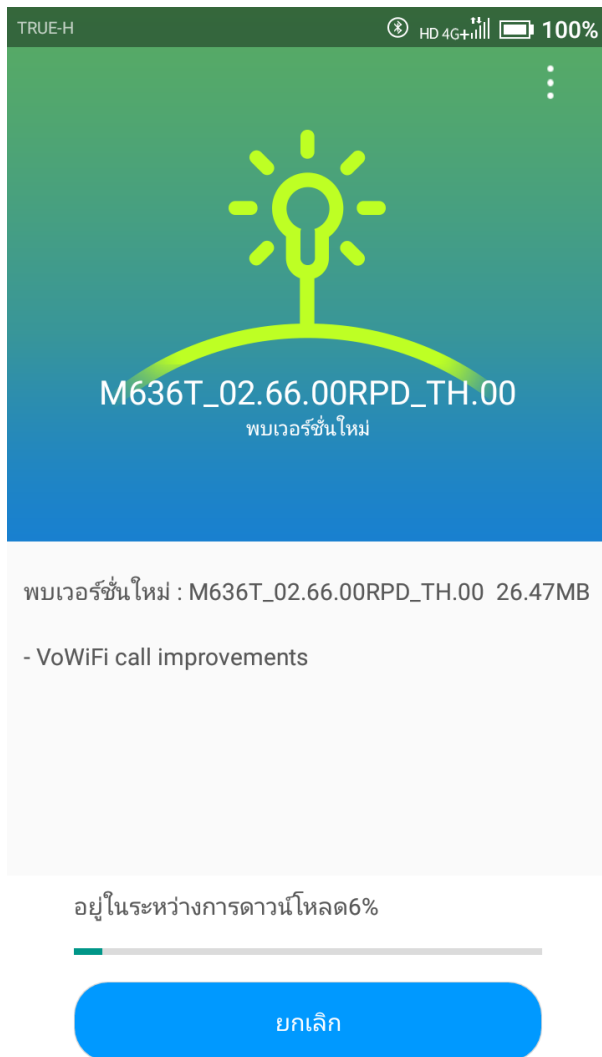 TRUE-H HD 4G+ 100%
M636T_02.66.00RPD_TH.00
พบเวอร์ชั่นใหม่
พบเวอร์ชั่นใหม่ : M636T_02.66.00RPD_TH.00 26.47MB
- VoWiFi call improvements
อยู่ในระหว่างการดาวน์โหลด6%
ยกเลิก